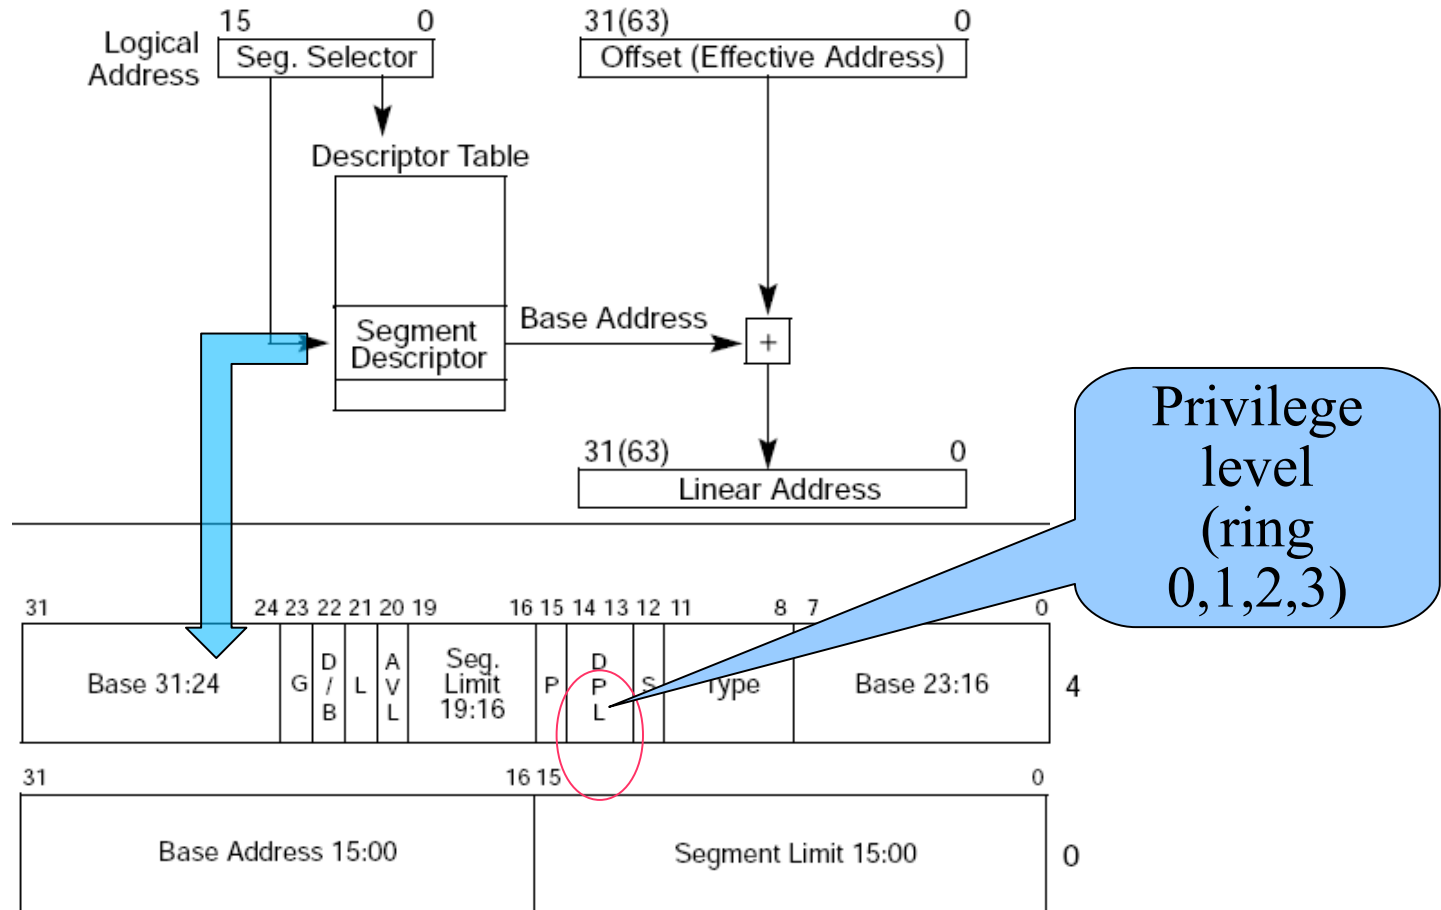 15 0
31(63) 0
Logical
Address
Seg. Selector
Offset (Effective Address)
Descriptor Table
Segment
Descriptor
Base Address
+
31(63) 0
Linear Address
Privilege
level
(ring
0,1,2,3)
31 24 23 22 21 20 19 16 15 14 13 12 11 8 7 0
Base 31:24
G
D
/
B
L
A
V
L
Seg.
Limit
19:16
P
D
P
L
S
Type
Base 23:16
4
31 16 15 0
Base Address 15:00
Segment Limit 15:00
0